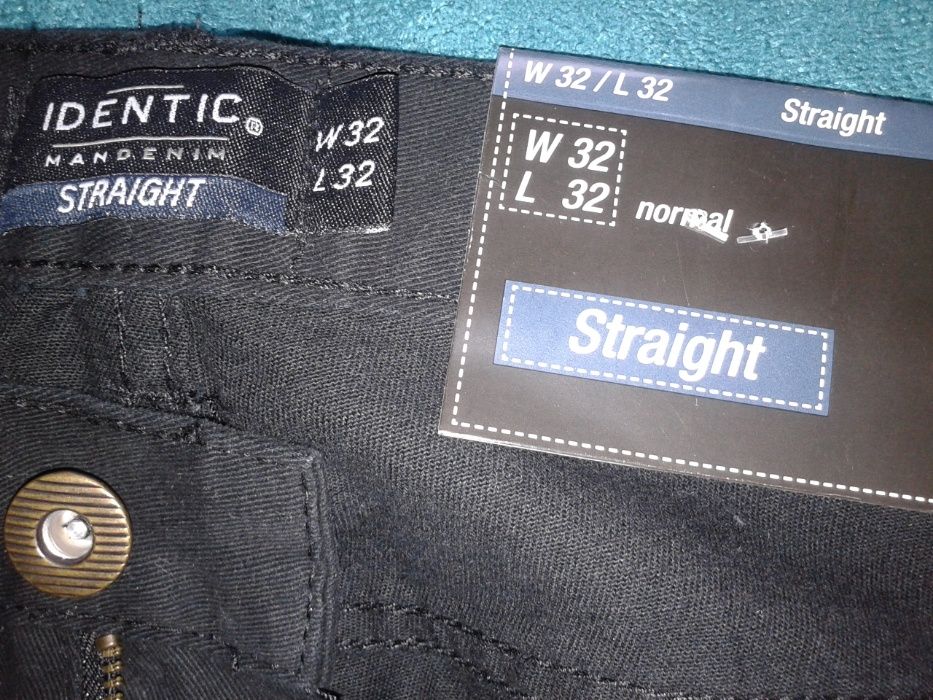 IDENTIC ®
MANDENIM
STRAIGHT
W 32
L 32
W 32 / L 32
Straight
W 32
L 32
normal
Straight